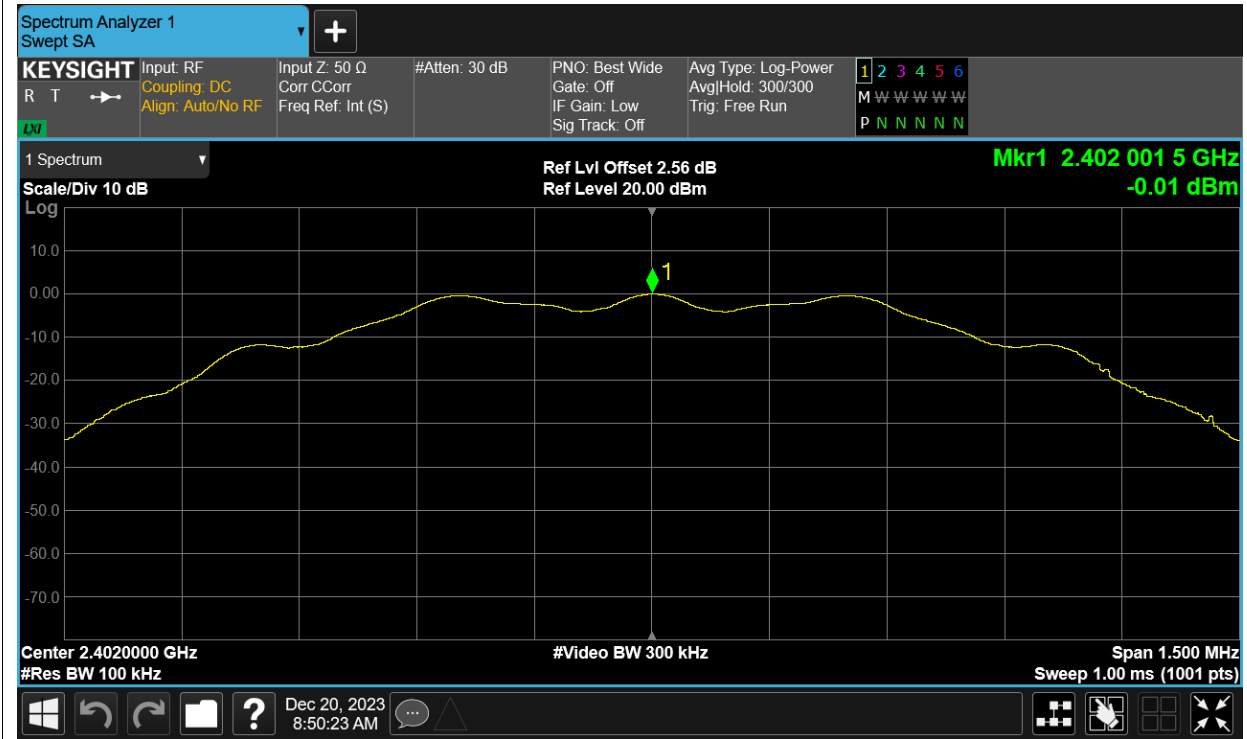 Spectrum Analyzer 1
Swept SA
KEYSIGHT
R T
LXI
Input: RF
Coupling: DC
Align: Auto/No RF
Input Z: 50 Ω
Corr CCorr
Freq Ref: Int (S)
#Atten: 30 dB
PNO: Best Wide
Gate: Off
IF Gain: Low
Sig Track: Off
Avg Type: Log-Power
Avg|Hold: 300/300
Trig: Free Run
1 2 3 4 5 6
M W W W W W
P N N N N N
1 Spectrum
Scale/Div 10 dB
Log
Ref Lvl Offset 2.56 dB
Ref Level 20.00 dBm
Mkr1 2.402 001 5 GHz
-0.01 dBm
1
10.0
0.00
-10.0
-20.0
-30.0
-40.0
-50.0
-60.0
-70.0
Center 2.4020000 GHz
#Res BW 100 kHz
#Video BW 300 kHz
Span 1.500 MHz
Sweep 1.00 ms (1001 pts)
?
Dec 20, 2023
8:50:23 AM